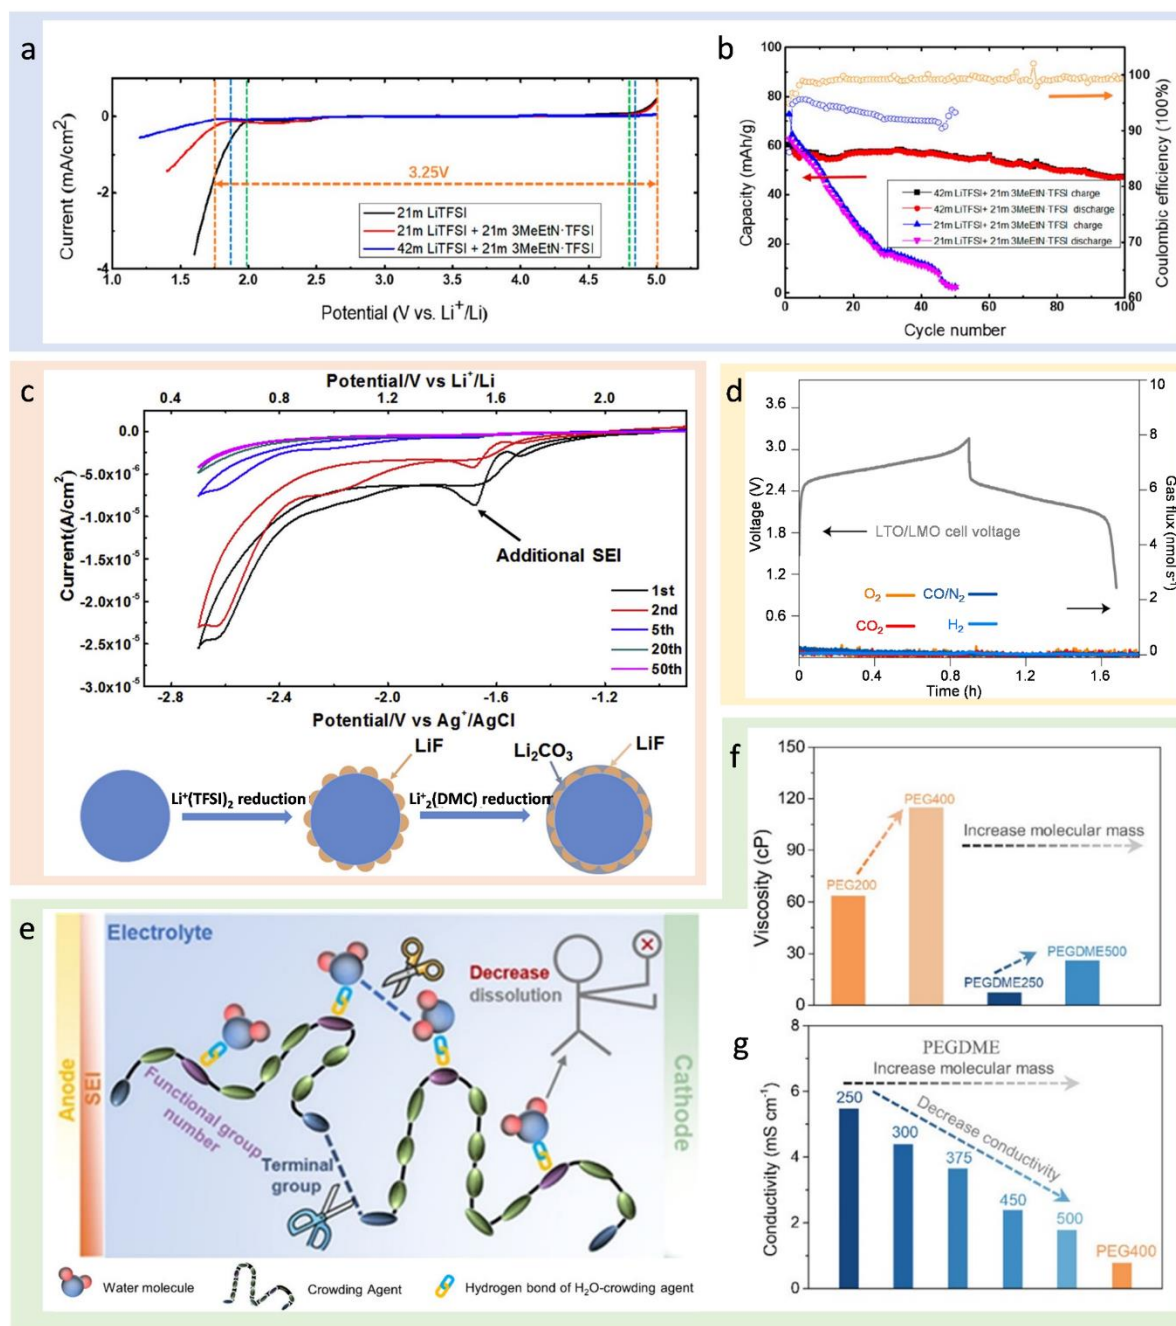 a
Current (mA/cm²)
0
-2
-4
3.25V
21m LiTFSI
21m LiTFSI + 21m 3MeEtN·TFSI
42m LiTFSI + 21m 3MeEtN·TFSI
1.0 1.5 2.0 2.5 3.0 3.5 4.0 4.5 5.0
Potential (V vs. Li⁺/Li)
b
Capacity (mAh/g)
100
90
80
70
60
50
40
30
20
10
0
42m LiTFSI+ 21m 3MeEtN·TFSI charge
42m LiTFSI+ 21m 3MeEtN·TFSI discharge
21m LiTFSI+ 21m 3MeEtN·TFSI charge
21m LiTFSI+ 21m 3MeEtN·TFSI discharge
100
90
80
70
60
Coulombic efficiency (100%)
0 20 40 60 80 100
Cycle number
c
Potential/V vs Li⁺/Li
0.4 0.8 1.2 1.6 2.0
Current(A/cm²)
0.0
-5.0x10⁻⁶
-1.0x10⁻⁵
-1.5x10⁻⁵
-2.0x10⁻⁵
-2.5x10⁻⁵
-3.0x10⁻⁵
Additional SEI
1st
2nd
5th
20th
50th
-2.8 -2.4 -2.0 -1.6 -1.2
Potential/V vs Ag⁺/AgCl
LiF
Li₂CO₃
LiF
Li⁺(TFSI)₂ reduction
Li⁺₂(DMC) reduction
d
Voltage (V)
3.6
3.0
2.4
1.8
1.2
0.6
LTO/LMO cell voltage
O₂
CO/N₂
CO₂
H₂
10
8
6
4
2
0
Gas flux (nmol s⁻¹)
0 0.4 0.8 1.2 1.6
Time (h)
e
Anode
SEI
Electrolyte
Decrease
dissolution
Functional group
number
Terminal
group
Cathode
Water molecule
Crowding Agent
Hydrogen bond of H₂O-crowding agent
f
Viscosity (cP)
150
120
90
60
30
0
PEG200
PEG400
Increase molecular mass
PEGDME250
PEGDME500
g
Conductivity (mS cm⁻¹)
8
6
4
2
0
PEGDME
Increase molecular mass
Decrease conductivity
250
300
375
450
500
PEG400